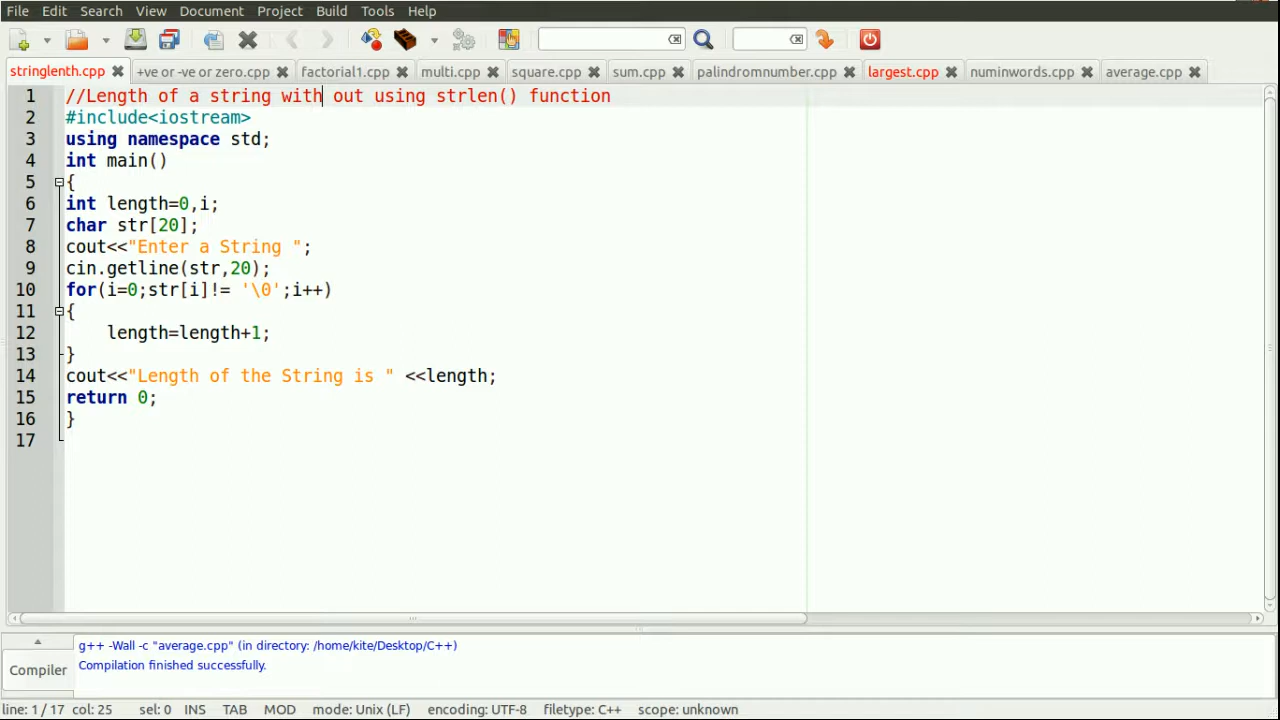 File Edit Search View Document Project Build Tools Help
stringlenth.cpp +ve or -ve or zero.cpp factorial1.cpp multi.cpp square.cpp sum.cpp palindromnumber.cpp largest.cpp numinwords.cpp average.cpp
1 //Length of a string with out using strlen() function
2 #include<iostream>
3 using namespace std;
4 int main()
5 {
6 int length=0,i;
7 char str[20];
8 cout<<"Enter a String ";
9 cin.getline(str,20);
10 for(i=0;str[i]!= '\0';i++)
11 {
12 length=length+1;
13 }
14 cout<<"Length of the String is " <<length;
15 return 0;
16 }
17
g++ -Wall -c "average.cpp" (in directory: /home/kite/Desktop/C++)
Compiler Compilation finished successfully.
line: 1 / 17 col: 25 sel: 0 INS TAB MOD mode: Unix (LF) encoding: UTF-8 filetype: C++ scope: unknown